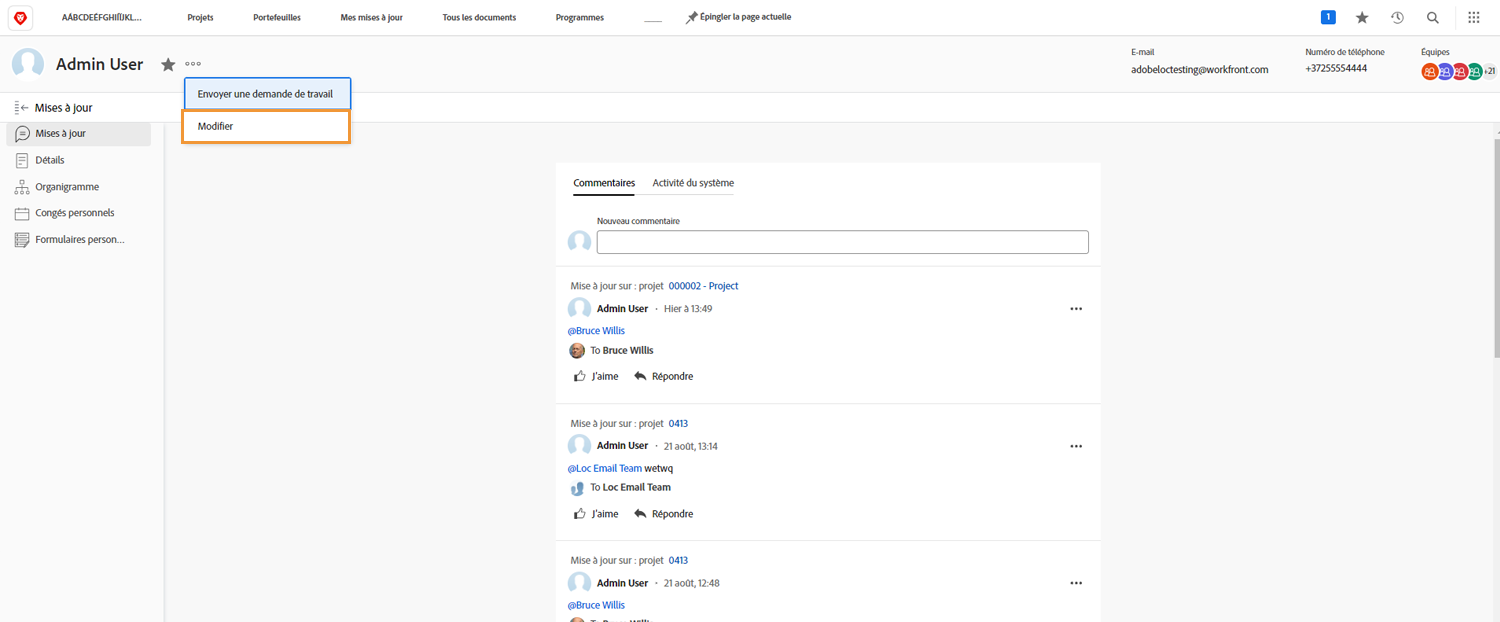 AÁBCDEÉFGHIÍJKL... Projets Portefeuilles Mes mises à jour Tous les documents Programmes ____ Épingler la page actuelle 1
Admin User
E-mail
adobeloctesting@workfront.com
Numéro de téléphone
+37255554444
Équipes
+21
Envoyer une demande de travail
Modifier
Mises à jour
Mises à jour
Détails
Organigramme
Congés personnels
Formulaires person...
Commentaires Activité du système
Nouveau commentaire
Mise à jour sur : projet 000002 - Project
Admin User · Hier à 13:49
@Bruce Willis
To Bruce Willis
J'aime Répondre
Mise à jour sur : projet 0413
Admin User · 21 août, 13:14
@Loc Email Team wetwq
To Loc Email Team
J'aime Répondre
Mise à jour sur : projet 0413
Admin User · 21 août, 12:48
@Bruce Willis